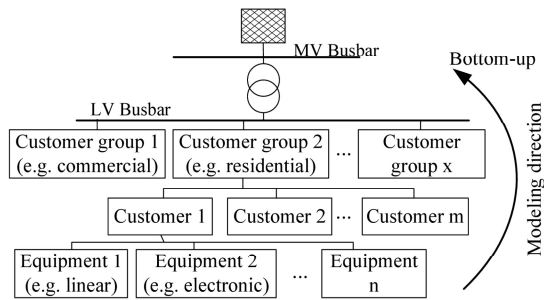 MV Busbar
Bottom-up
LV Busbar
Customer group 1
(e.g. commercial)
Customer group 2
(e.g. residential)
...
Customer
group x
Customer 1
Customer 2
...
Customer m
Equipment 1
(e.g. linear)
Equipment 2
(e.g. electronic)
...
Equipment
n
Modeling direction